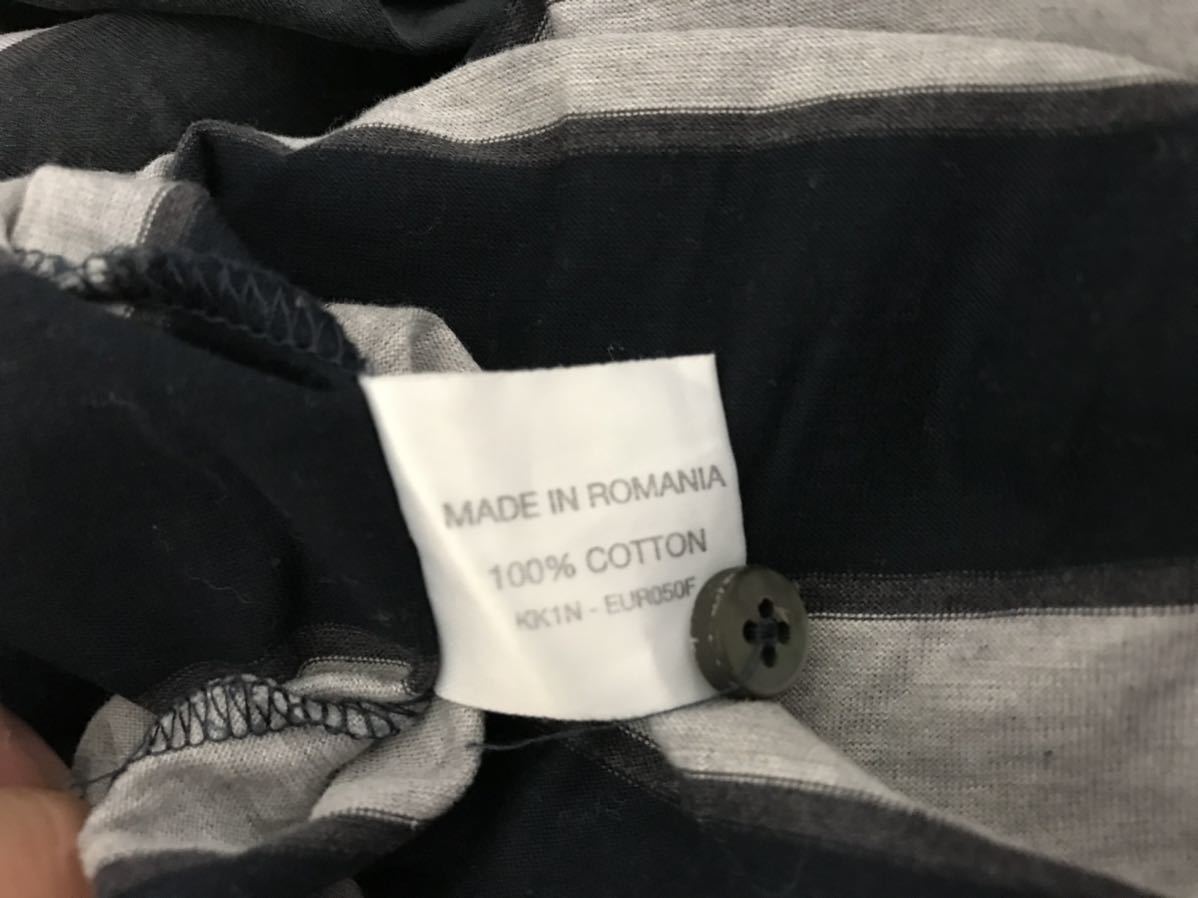 MADE IN ROMANIA
100% COTTON
KK1N - EUR050F